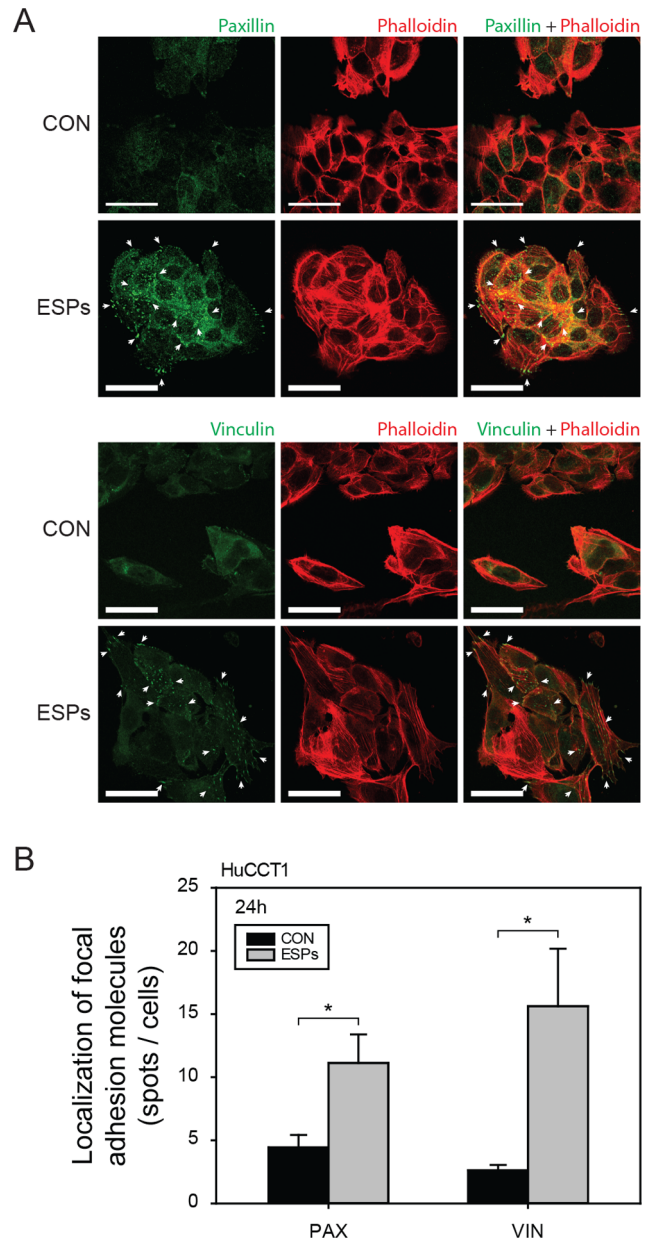 A
Paxillin Phalloidin Paxillin + Phalloidin
CON
ESPs
Vinculin Phalloidin Vinculin + Phalloidin
CON
ESPs
B
HuCCT1
24h
CON
ESPs
Localization of focal
adhesion molecules
(spots / cells)
25
20
15
10
5
0
*
*
PAX VIN